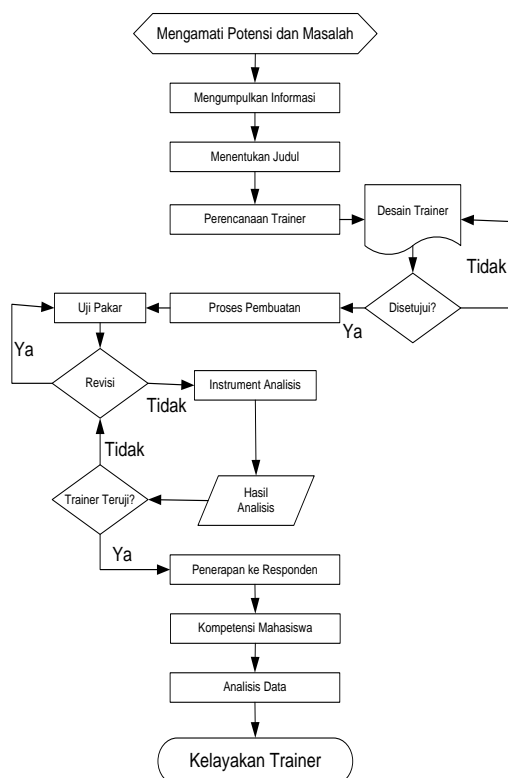 Mengamati Potensi dan Masalah
Mengumpulkan Informasi
Menentukan Judul
Perencanaan Trainer
Desain Trainer
Tidak
Disetujui?
Ya
Proses Pembuatan
Uji Pakar
Ya
Revisi
Tidak
Instrument Analisis
Hasil
Analisis
Trainer Teruji?
Tidak
Ya
Penerapan ke Responden
Kompetensi Mahasiswa
Analisis Data
Kelayakan Trainer